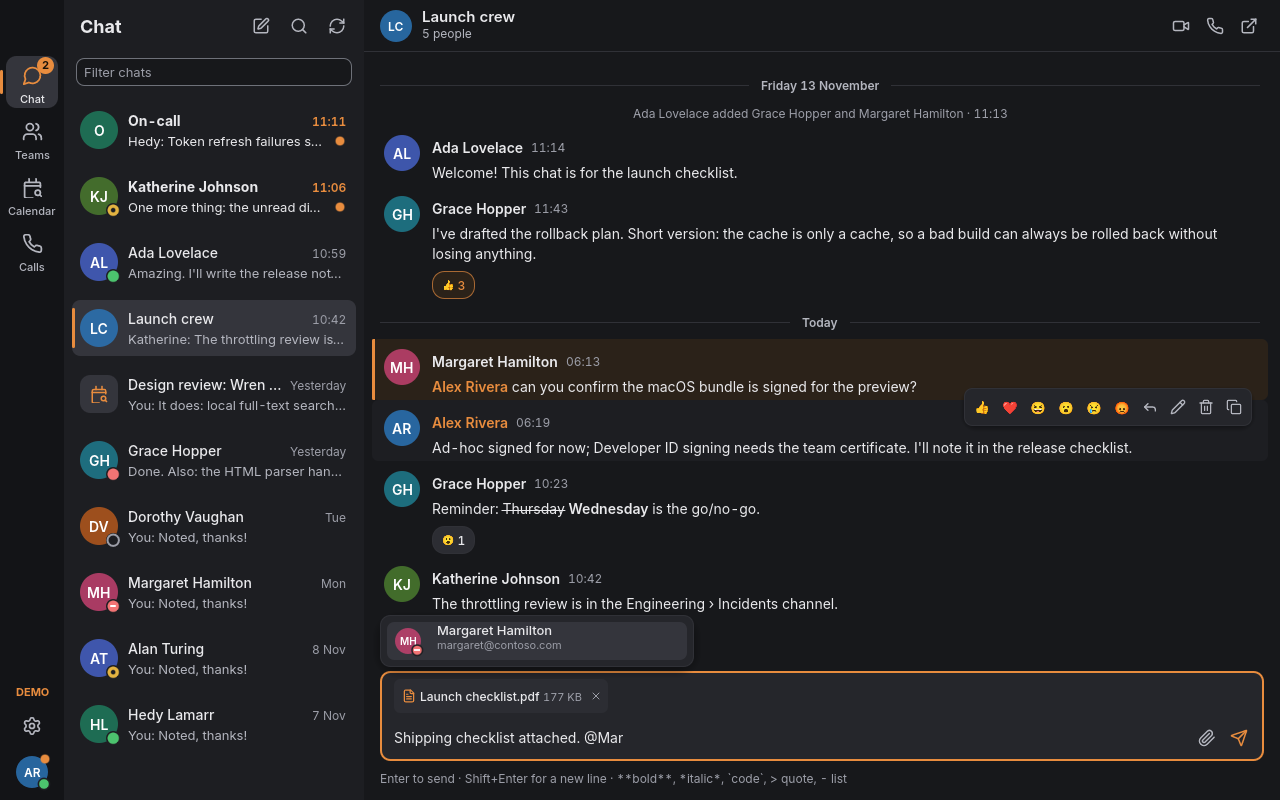 Chat
2
Chat
Teams
Calendar
Calls
DEMO
AR
Filter chats
O
On-call
11:11
Hedy: Token refresh failures s...
KJ
Katherine Johnson
11:06
One more thing: the unread di...
AL
Ada Lovelace
10:59
Amazing. I'll write the release not...
LC
Launch crew
10:42
Katherine: The throttling review is...
Design review: Wren ...
Yesterday
You: It does: local full-text search...
GH
Grace Hopper
Yesterday
Done. Also: the HTML parser han...
DV
Dorothy Vaughan
Tue
You: Noted, thanks!
MH
Margaret Hamilton
Mon
You: Noted, thanks!
AT
Alan Turing
8 Nov
You: Noted, thanks!
HL
Hedy Lamarr
7 Nov
You: Noted, thanks!
LC
Launch crew
5 people
Friday 13 November
Ada Lovelace added Grace Hopper and Margaret Hamilton · 11:13
AL
Ada Lovelace 11:14
Welcome! This chat is for the launch checklist.
GH
Grace Hopper 11:43
I've drafted the rollback plan. Short version: the cache is only a cache, so a bad build can always be rolled back without
losing anything.
👍 3
Today
MH
Margaret Hamilton 06:13
Alex Rivera can you confirm the macOS bundle is signed for the preview?
AR
Alex Rivera 06:19
Ad-hoc signed for now; Developer ID signing needs the team certificate. I'll note it in the release checklist.
GH
Grace Hopper 10:23
Reminder: Thursday Wednesday is the go/no-go.
😮 1
KJ
Katherine Johnson 10:42
The throttling review is in the Engineering › Incidents channel.
MH
Margaret Hamilton
margaret@contoso.com
Launch checklist.pdf 177 KB
Shipping checklist attached. @Mar
Enter to send · Shift+Enter for a new line · **bold**, *italic*, `code`, > quote, - list